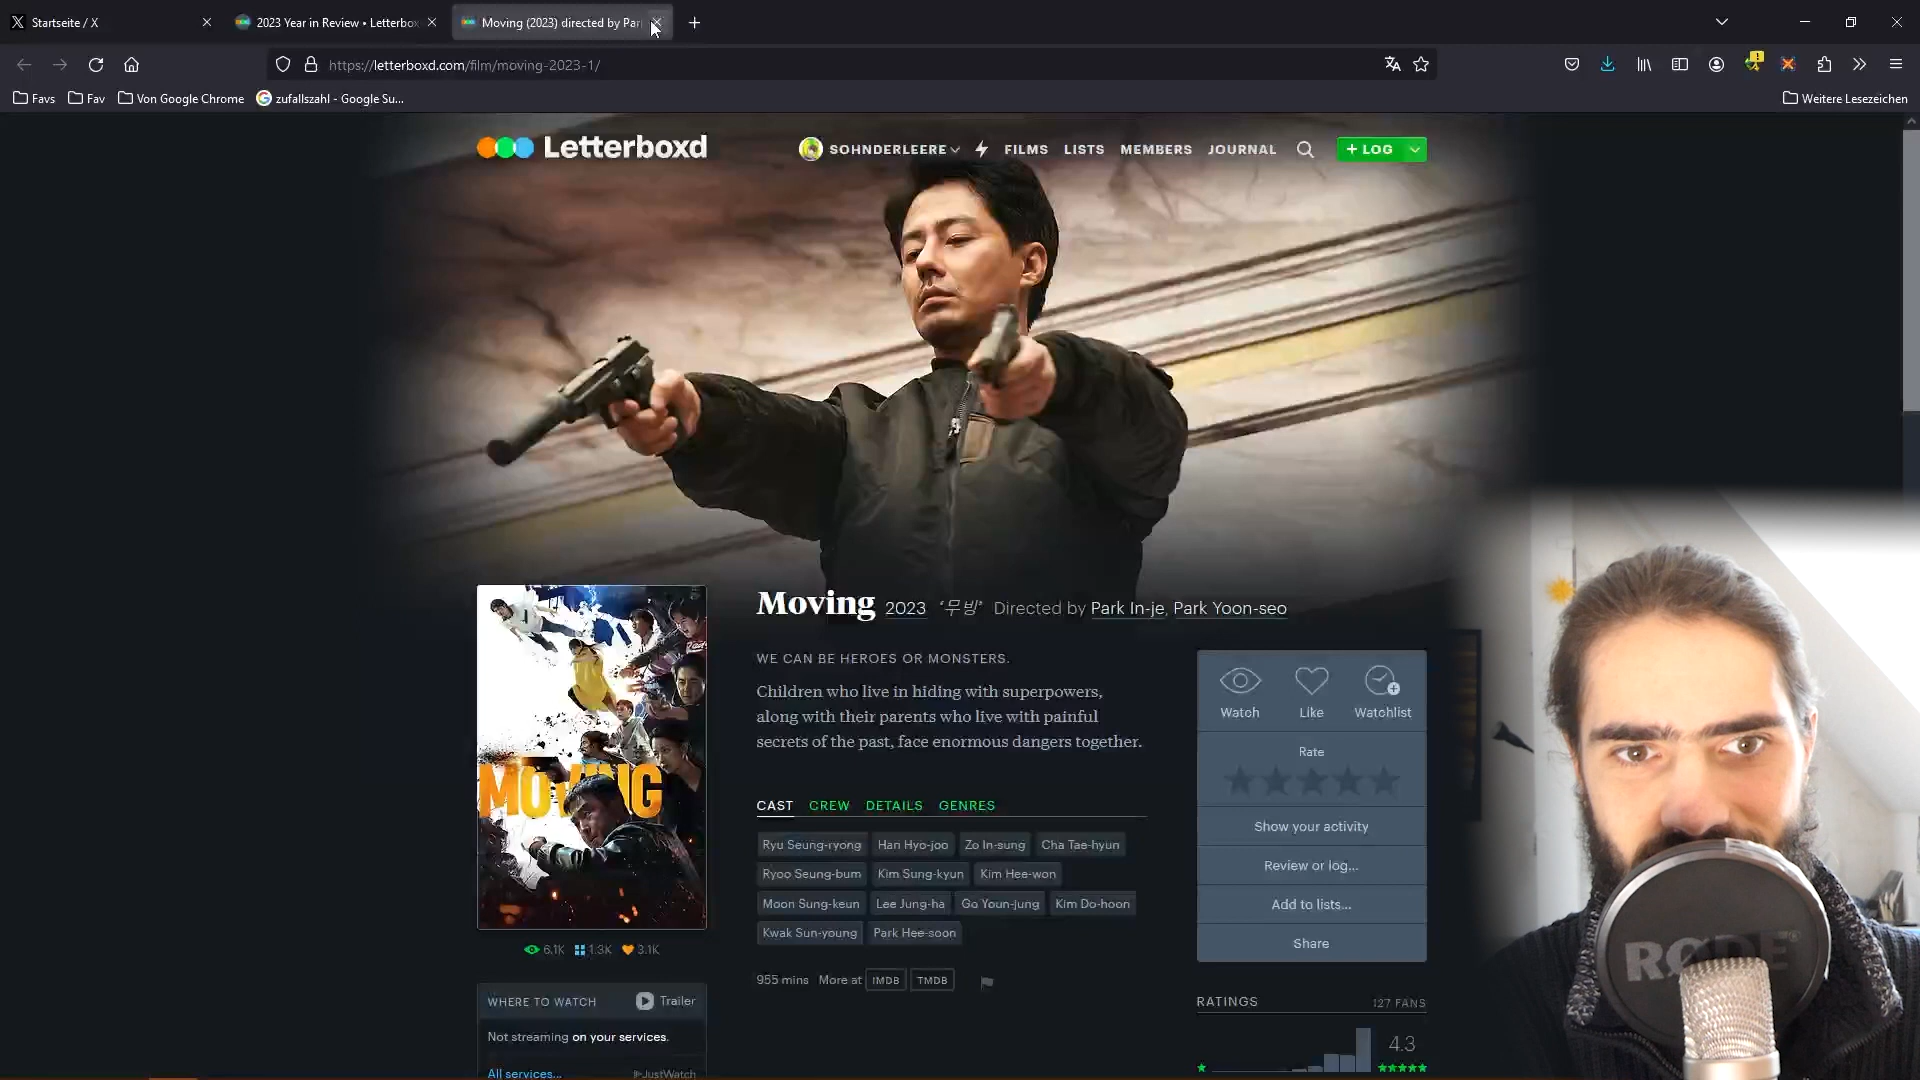 Startseite / X
2023 Year in Review • Letterbox
Moving (2023) directed by Par
https://letterboxd.com/film/moving-2023-1/
Favs
Fav
Von Google Chrome
zufallszahl - Google Su...
Weitere Lesezeichen
Letterboxd
SOHNDERLEERE
FILMS
LISTS
MEMBERS
JOURNAL
+ LOG
Moving 2023 ‘무빙’ Directed by Park In-je, Park Yoon-seo
WE CAN BE HEROES OR MONSTERS.
Children who live in hiding with superpowers,
along with their parents who live with painful
secrets of the past, face enormous dangers together.
MOVING
CAST CREW DETAILS GENRES
Ryu Seung-ryong Han Hyo-joo Zo In-sung Cha Tae-hyun
Ryoo Seung-bum Kim Sung-kyun Kim Hee-won
Moon Sung-keun Lee Jung-ha Go Youn-jung Kim Do-hoon
Kwak Sun-young Park Hee-soon
955 mins More at IMDB TMDB
6.1K 1.3K 3.1K
WHERE TO WATCH Trailer
Not streaming on your services.
All services... JustWatch
Watch Like Watchlist
Rate
Show your activity
Review or log...
Add to lists...
Share
RATINGS 127 FANS
4.3
RØDE